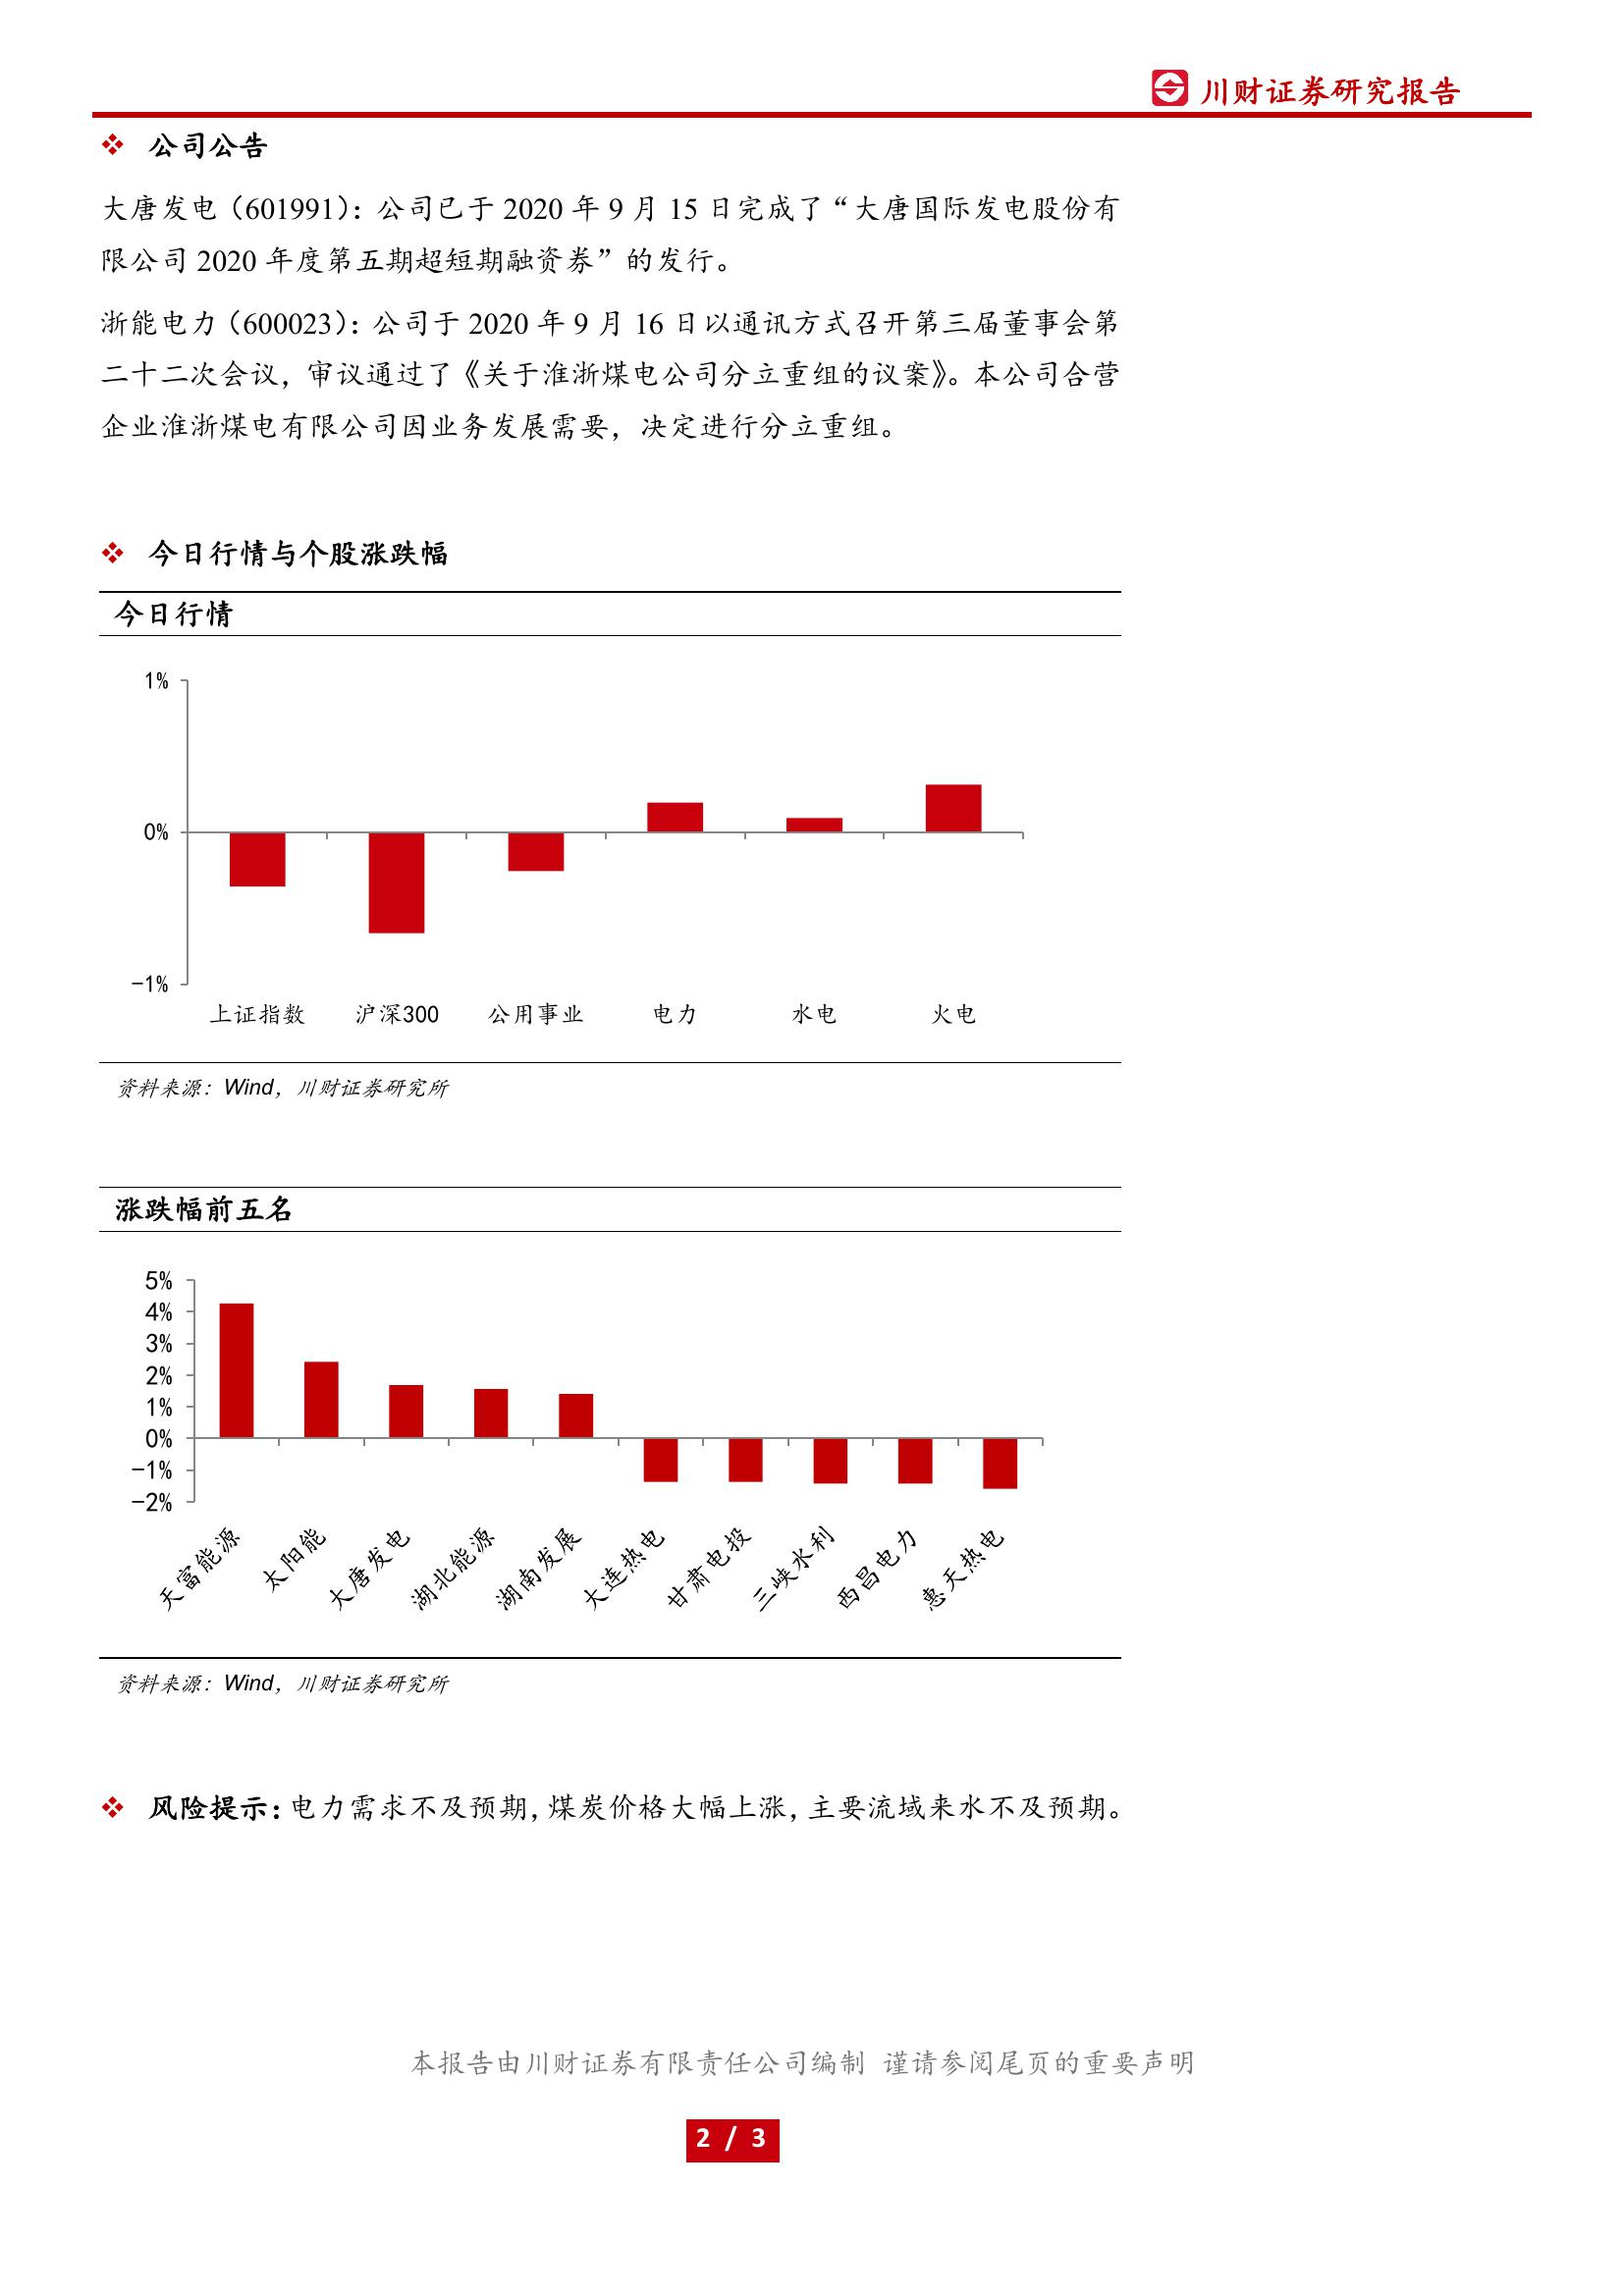 川财证券研究报告
公司公告
大唐发电（601991）：公司已于 2020 年 9 月 15 日完成了“大唐国际发电股份有
限公司 2020 年度第五期超短期融资券”的发行。
浙能电力（600023）：公司于 2020 年 9 月 16 日以通讯方式召开第三届董事会第
二十二次会议，审议通过了《关于淮浙煤电公司分立重组的议案》。本公司合营
企业淮浙煤电有限公司因业务发展需要，决定进行分立重组。
今日行情与个股涨跌幅
今日行情
1%
0%
-1%
上证指数 沪深300 公用事业 电力 水电 火电
资料来源：Wind，川财证券研究所
涨跌幅前五名
5%
4%
3%
2%
1%
0%
-1%
-2%
天富能源 太阳能 大唐发电 湖北能源 湖南发展 大连热电 甘肃电投 三峡水利 西昌电力 惠天热电
资料来源：Wind，川财证券研究所
风险提示：电力需求不及预期，煤炭价格大幅上涨，主要流域来水不及预期。
本报告由川财证券有限责任公司编制 谨请参阅尾页的重要声明
2 / 3